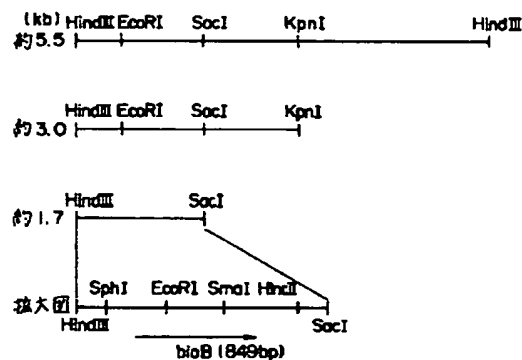 (kb) HindⅢ EcoRⅠ SacⅠ KpnⅠ HindⅢ
約5.5
HindⅢ EcoRⅠ SacⅠ KpnⅠ
約3.0
HindⅢ SacⅠ
約1.7
SphⅠ EcoRⅠ SmaⅠ HincⅡ
拡大図
HindⅢ SacⅠ
bioB (849bp)